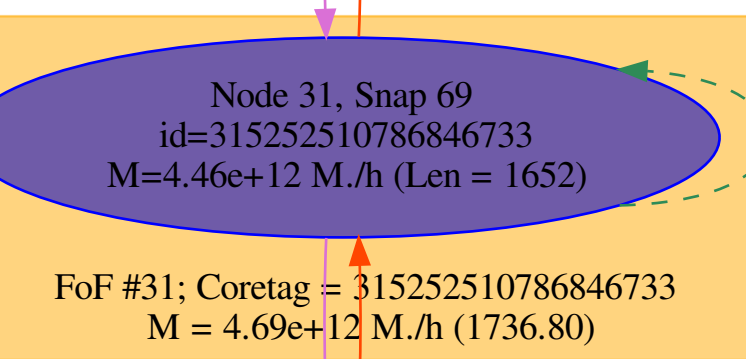 Node 31, Snap 69
id=315252510786846733
M=4.46e+12 M./h (Len = 1652)
FoF #31; Coretag = 315252510786846733
M = 4.69e+12 M./h (1736.80)